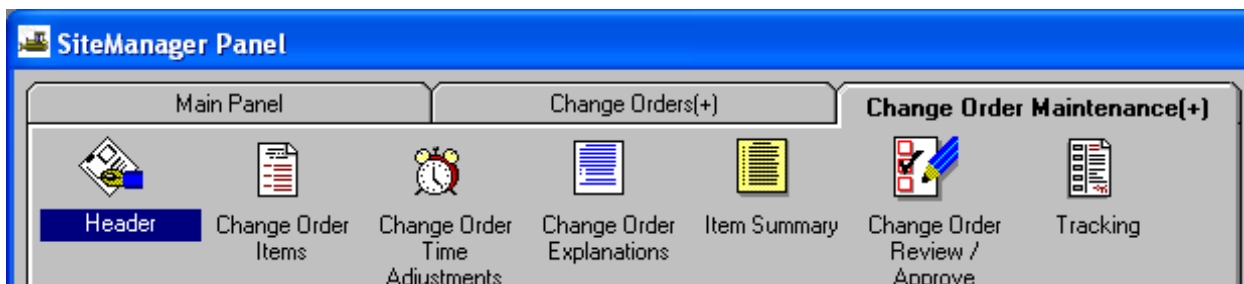 SiteManager Panel
Main Panel
Change Orders(+)
Change Order Maintenance(+)
Header
Change Order
Items
Change Order
Time
Adjustments
Change Order
Explanations
Item Summary
Change Order
Review /
Approve
Tracking